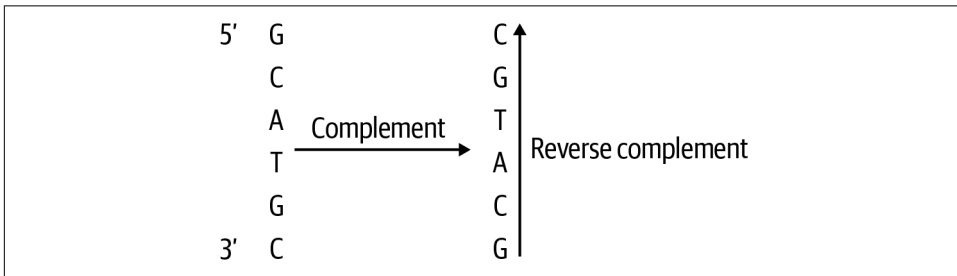 5′ G C
C G
A T
Complement
T A
Reverse complement
G C
3′ C G